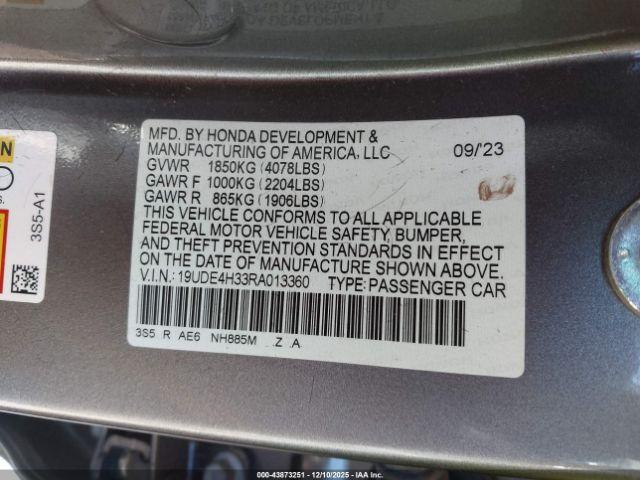 MFD. BY HONDA DEVELOPMENT &
MANUFACTURING OF AMERICA, LLC 09/'23
GVWR 1850KG (4078LBS)
GAWR F 1000KG (2204LBS)
GAWR R 865KG (1906LBS)
THIS VEHICLE CONFORMS TO ALL APPLICABLE
FEDERAL MOTOR VEHICLE SAFETY, BUMPER,
AND THEFT PREVENTION STANDARDS IN EFFECT
ON THE DATE OF MANUFACTURE SHOWN ABOVE.
V.I.N.: 19UDE4H33RA013360 TYPE: PASSENGER CAR
3S5 R AE6 NH885M Z .A
3S5-A1
Owner: 43873251 - 12/10/2025 - Copyright © IAA, LLC